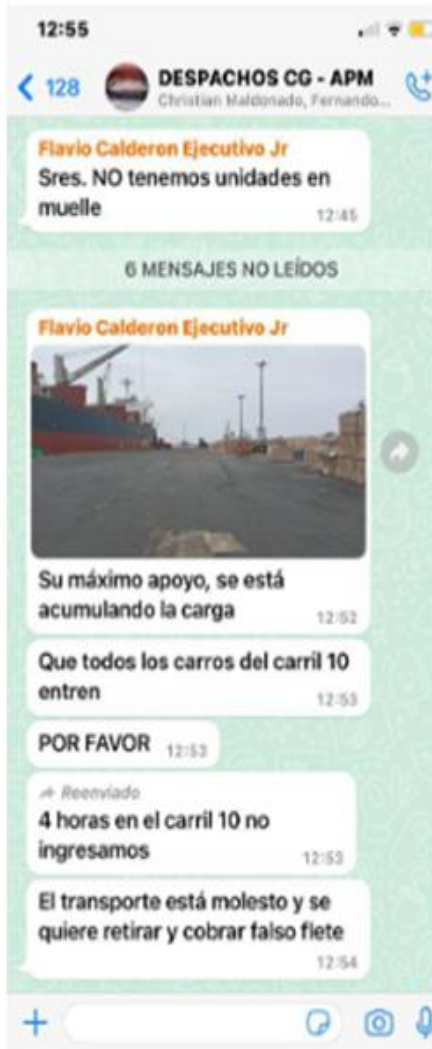 12:55
128
DESPACHOS CG - APM
Christian Maldonado, Fernando...
Flavio Calderon Ejecutivo Jr
Sres. NO tenemos unidades en
muelle
12:45
6 MENSAJES NO LEÍDOS
Flavio Calderon Ejecutivo Jr
Su máximo apoyo, se está
acumulando la carga
12:52
Que todos los carros del carril 10
entren
12:53
POR FAVOR 12:53
Reenviado
4 horas en el carril 10 no
ingresamos
12:53
El transporte está molesto y se
quiere retirar y cobrar falso flete
12:54